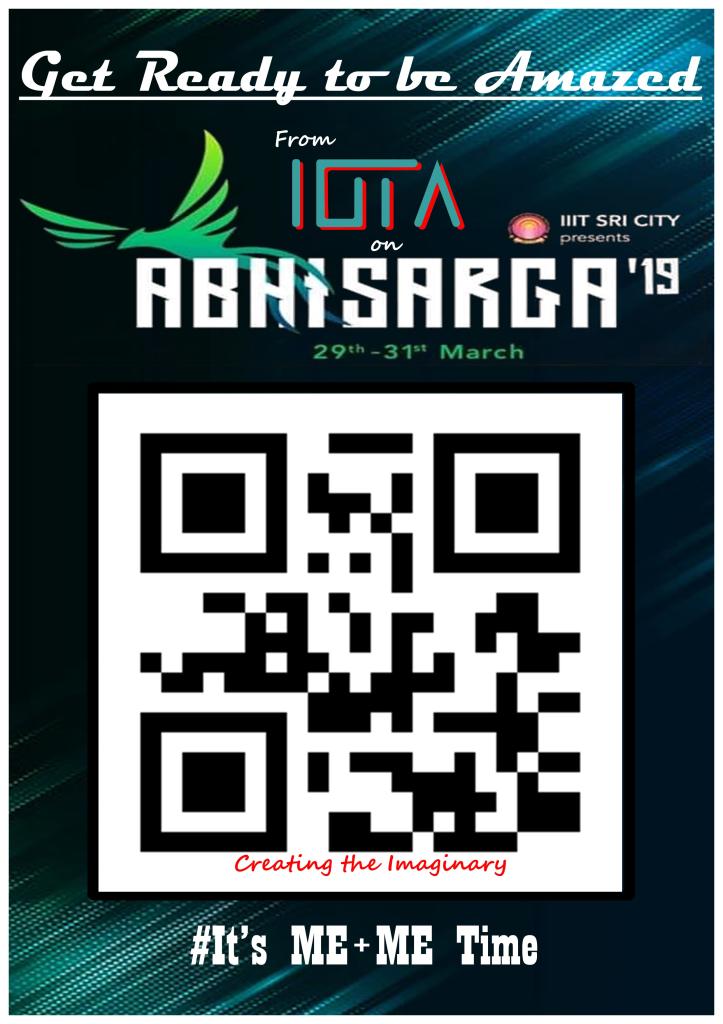 Get Ready to be Amazed
From
IOTA
on
IIIT SRI CITY
presents
ABHISARGA '19
29th - 31st March
Creating the Imaginary
#It's ME+ME Time